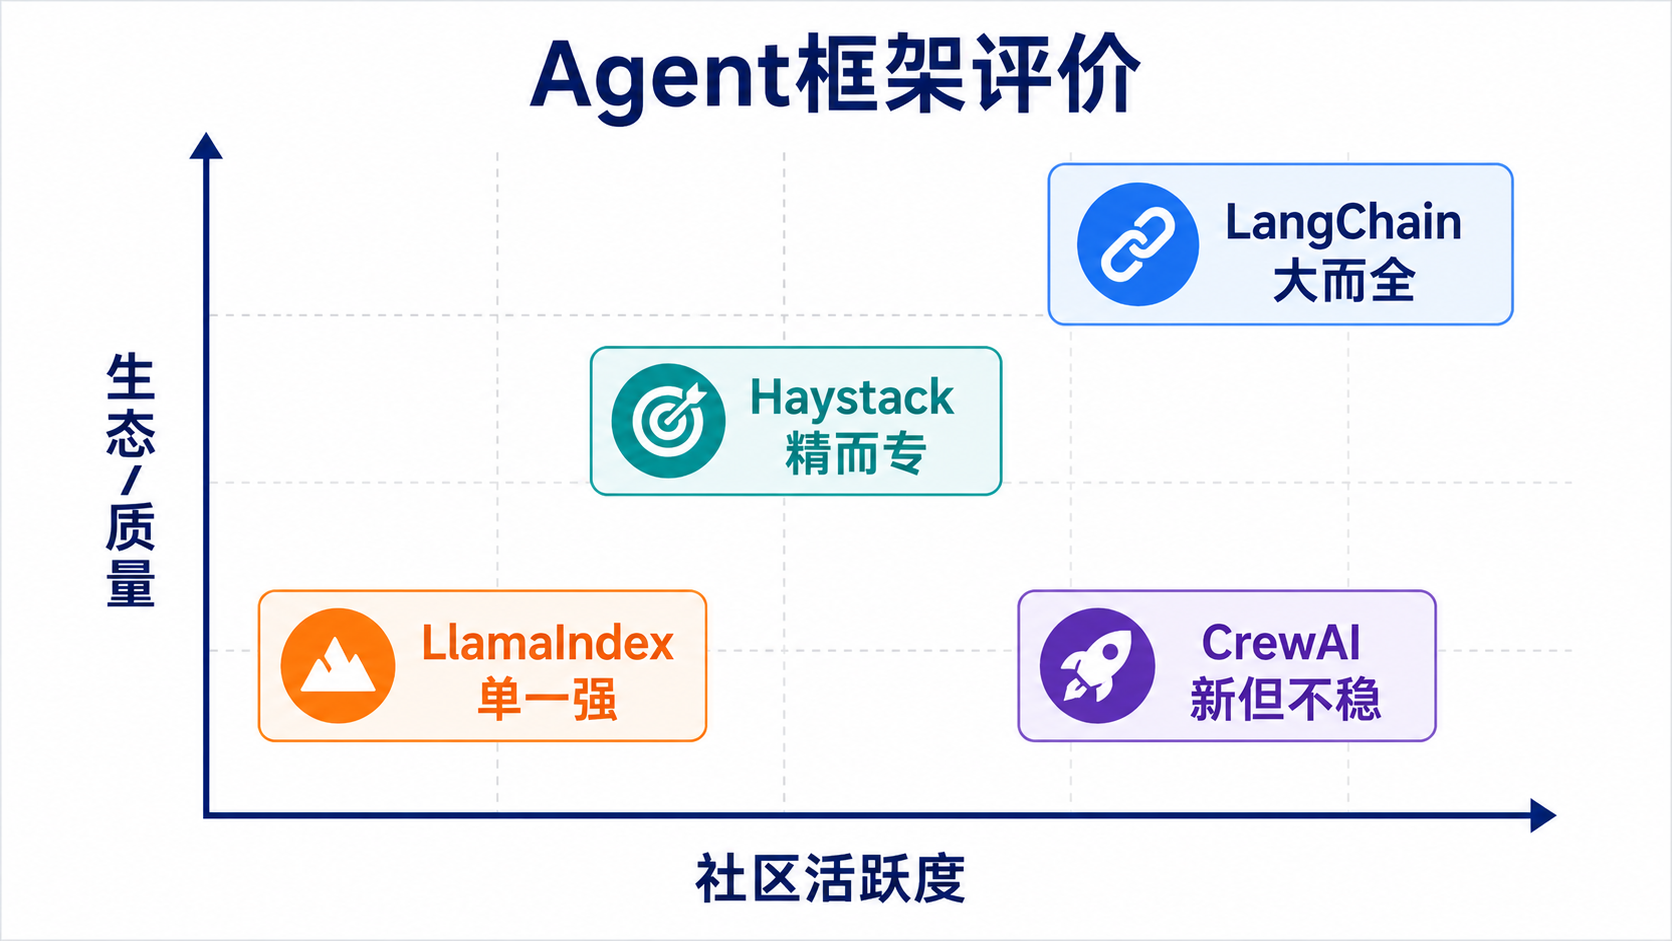 Agent框架评价
LangChain
大而全
Haystack
精而专
生态/质量
LlamaIndex
单一强
CrewAI
新但不稳
社区活跃度